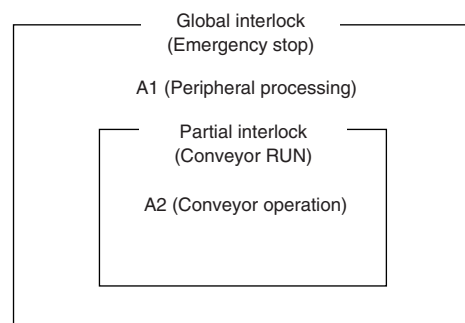 Global interlock
(Emergency stop)
A1 (Peripheral processing)
Partial interlock
(Conveyor RUN)
A2 (Conveyor operation)